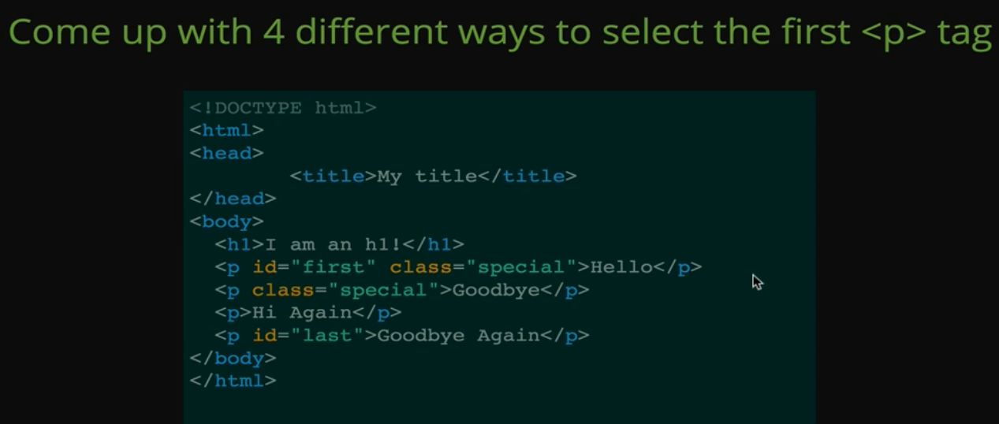 Come up with 4 different ways to select the first <p> tag
<!DOCTYPE html>
<html>
<head>
<title>My title</title>
</head>
<body>
<h1>I am an h1!</h1>
<p id="first" class="special">Hello</p>
<p class="special">Goodbye</p>
<p>Hi Again</p>
<p id="last">Goodbye Again</p>
</body>
</html>